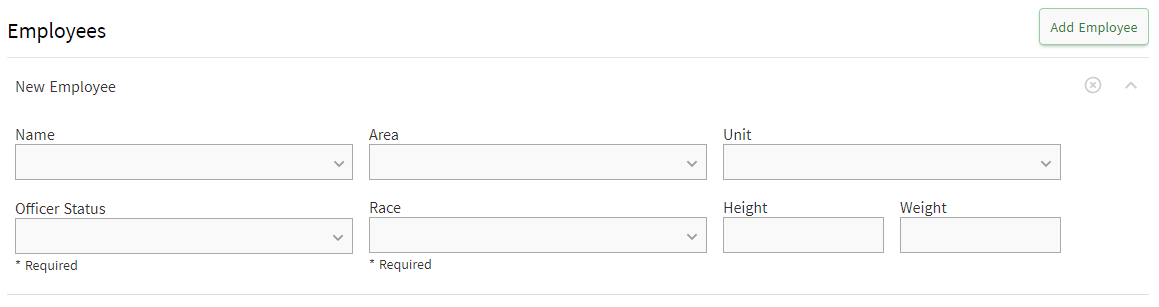 Employees
Add Employee
New Employee
Name
Area
Unit
Officer Status
Race
Height
Weight
* Required
* Required